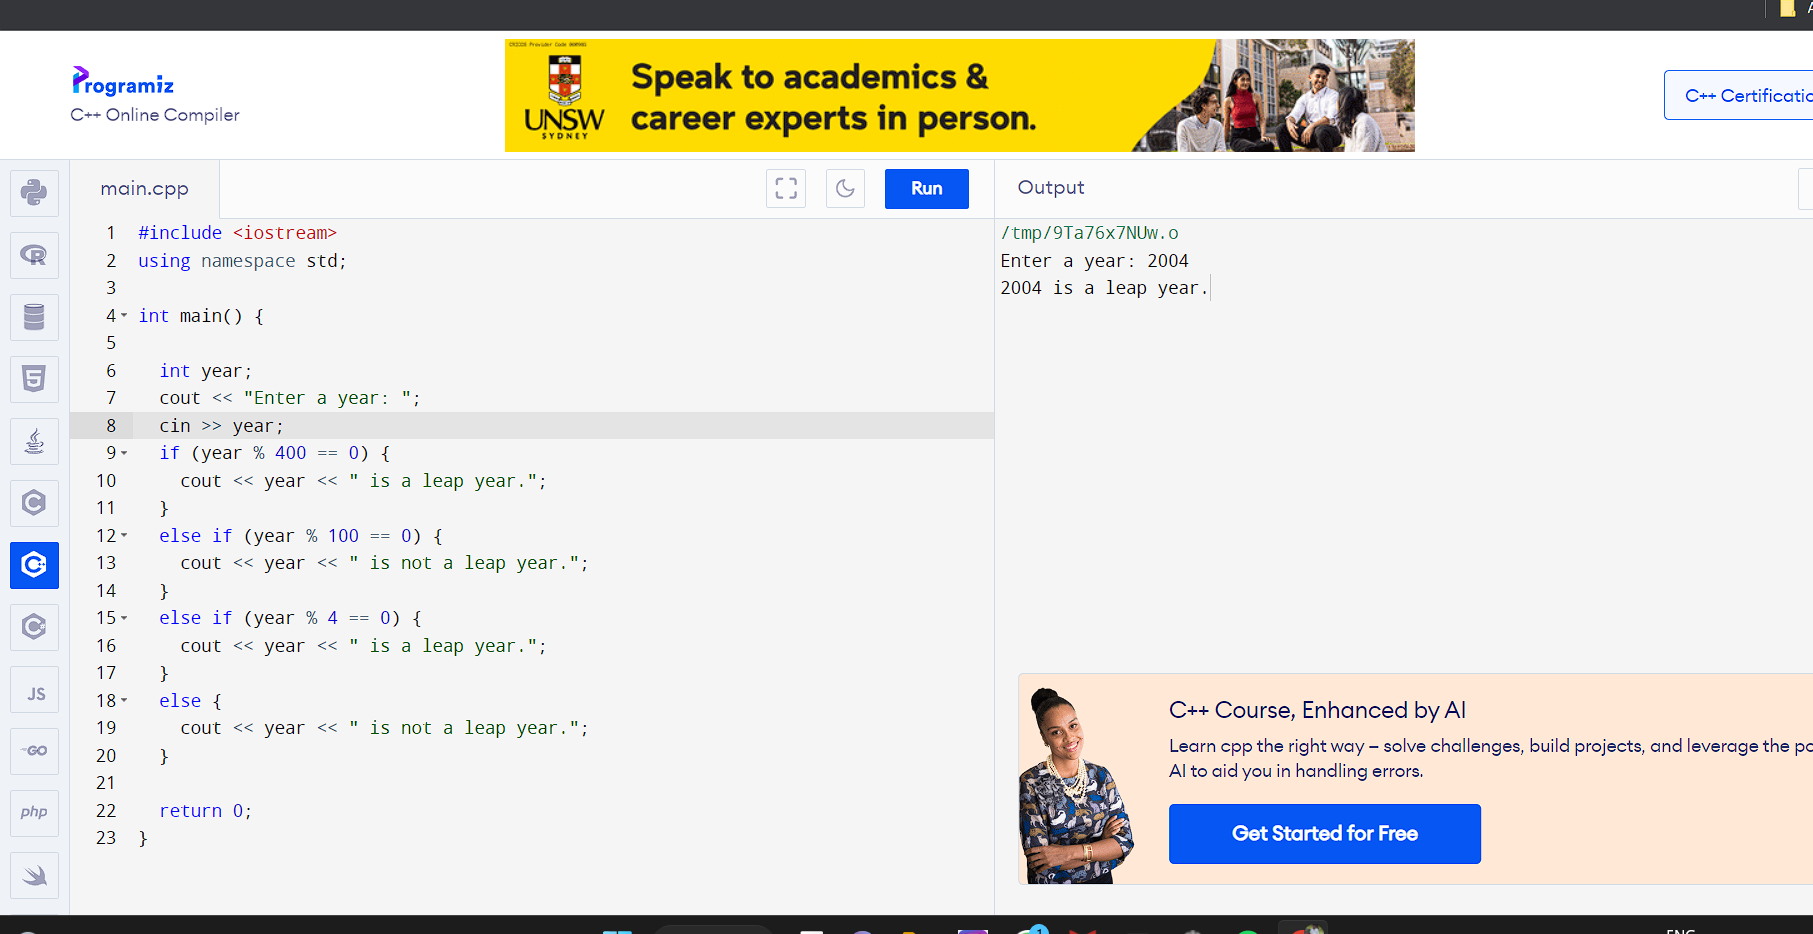 CRICOS Provider Code 00098G
UNSW
SYDNEY
Speak to academics &
career experts in person.
Programiz
C++ Online Compiler
C++ Certificatio
main.cpp
Run
Output
1 #include <iostream>
2 using namespace std;
3
4 int main() {
5
6 int year;
7 cout << "Enter a year: ";
8 cin >> year;
9 if (year % 400 == 0) {
10 cout << year << " is a leap year.";
11 }
12 else if (year % 100 == 0) {
13 cout << year << " is not a leap year.";
14 }
15 else if (year % 4 == 0) {
16 cout << year << " is a leap year.";
17 }
18 else {
19 cout << year << " is not a leap year.";
20 }
21
22 return 0;
23 }
/tmp/9Ta76x7NUw.o
Enter a year: 2004
2004 is a leap year.
JS
GO
php
C++ Course, Enhanced by AI
Learn cpp the right way – solve challenges, build projects, and leverage the po
AI to aid you in handling errors.
Get Started for Free
1
ENG